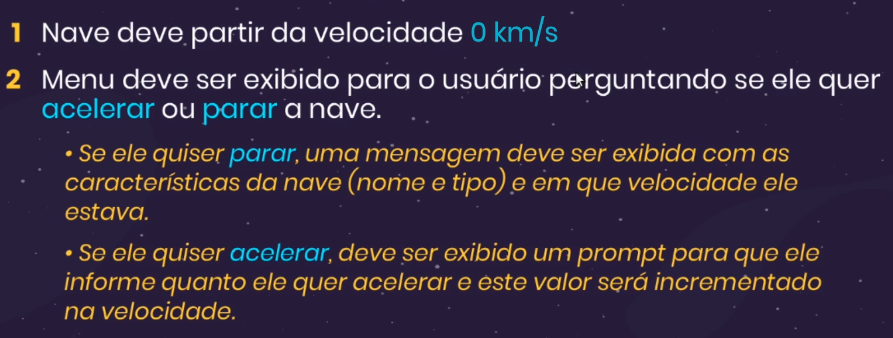 1 Nave deve partir da velocidade 0 km/s
2 Menu deve ser exibido para o usuário perguntando se ele quer
acelerar ou parar a nave.
• Se ele quiser parar, uma mensagem deve ser exibida com as
características da nave (nome e tipo) e em que velocidade ele
estava.
• Se ele quiser acelerar, deve ser exibido um prompt para que ele
informe quanto ele quer acelerar e este valor será incrementado
na velocidade.